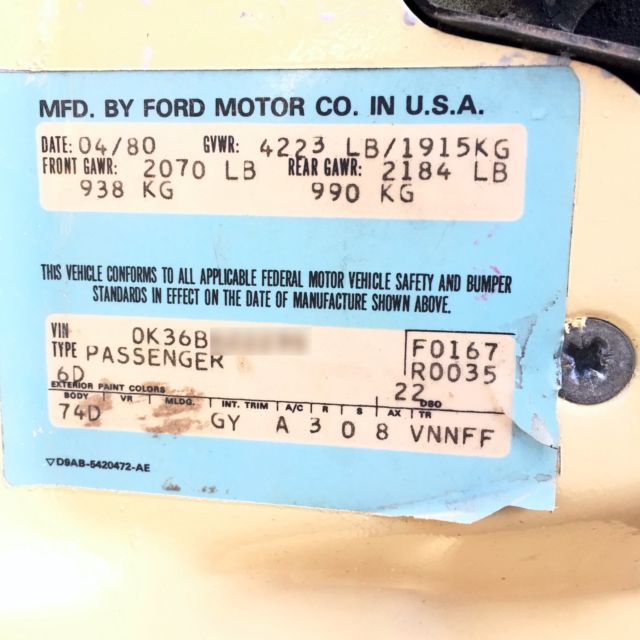 MFD. BY FORD MOTOR CO. IN U.S.A.
DATE: 04/80 GVWR: 4223 LB/1915KG
FRONT GAWR: 2070 LB REAR GAWR: 2184 LB
938 KG 990 KG
THIS VEHICLE CONFORMS TO ALL APPLICABLE FEDERAL MOTOR VEHICLE SAFETY AND BUMPER
STANDARDS IN EFFECT ON THE DATE OF MANUFACTURE SHOWN ABOVE.
VIN 0K36B F0167
TYPE PASSENGER R0035
6D 22
EXTERIOR PAINT COLORS DSO
BODY VR MLDG. INT. TRIM A/C R S AX TR
74D GY A 3 0 8 VNNFF
▽D9AB-5420472-AE